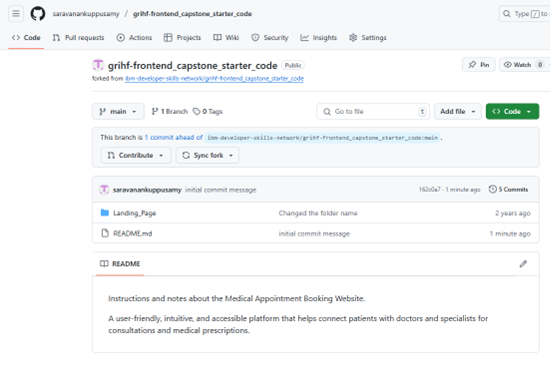 saravanankuppusamy / grihf-frontend_capstone_starter_code
Type / to s
Code Pull requests Actions Projects Wiki Security Insights Settings
grihf-frontend_capstone_starter_code Public
Pin Watch 0
forked from ibm-developer-skills-network/grihf-frontend_capstone_starter_code
main 1 Branch 0 Tags
Go to file t
Add file Code
This branch is 1 commit ahead of ibm-developer-skills-network/grihf-frontend_capstone_starter_code:main .
Contribute Sync fork
saravanankuppusamy initial commit message
162c0a7 · 1 minute ago 5 Commits
Landing_Page Changed the folder name 2 years ago
README.md initial commit message 1 minute ago
README
Instructions and notes about the Medical Appointment Booking Website.
A user-friendly, intuitive, and accessible platform that helps connect patients with doctors and specialists for
consultations and medical prescriptions.